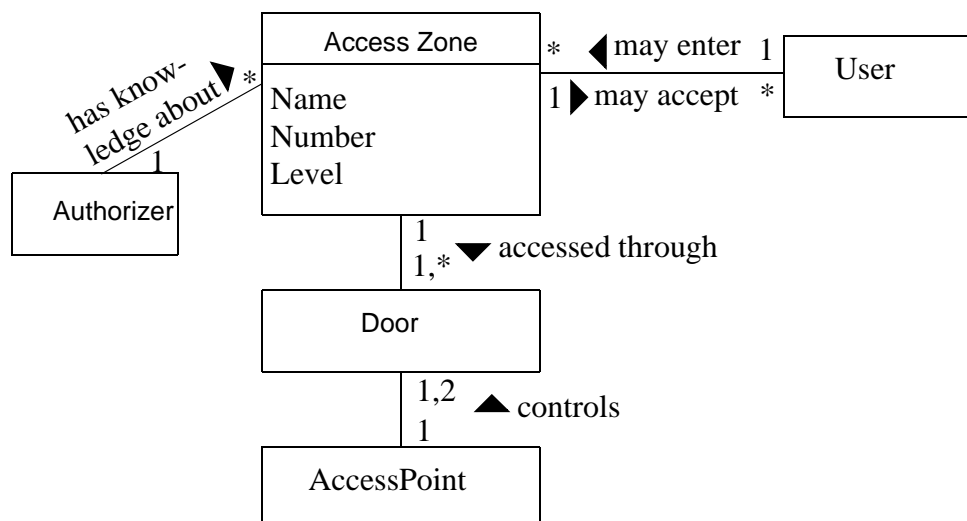 Access Zone
Name
Number
Level
* may enter 1
1 may accept *
User
has know-
ledge about
*
1
Authorizer
1
accessed through
1,*
Door
1,2
controls
1
AccessPoint